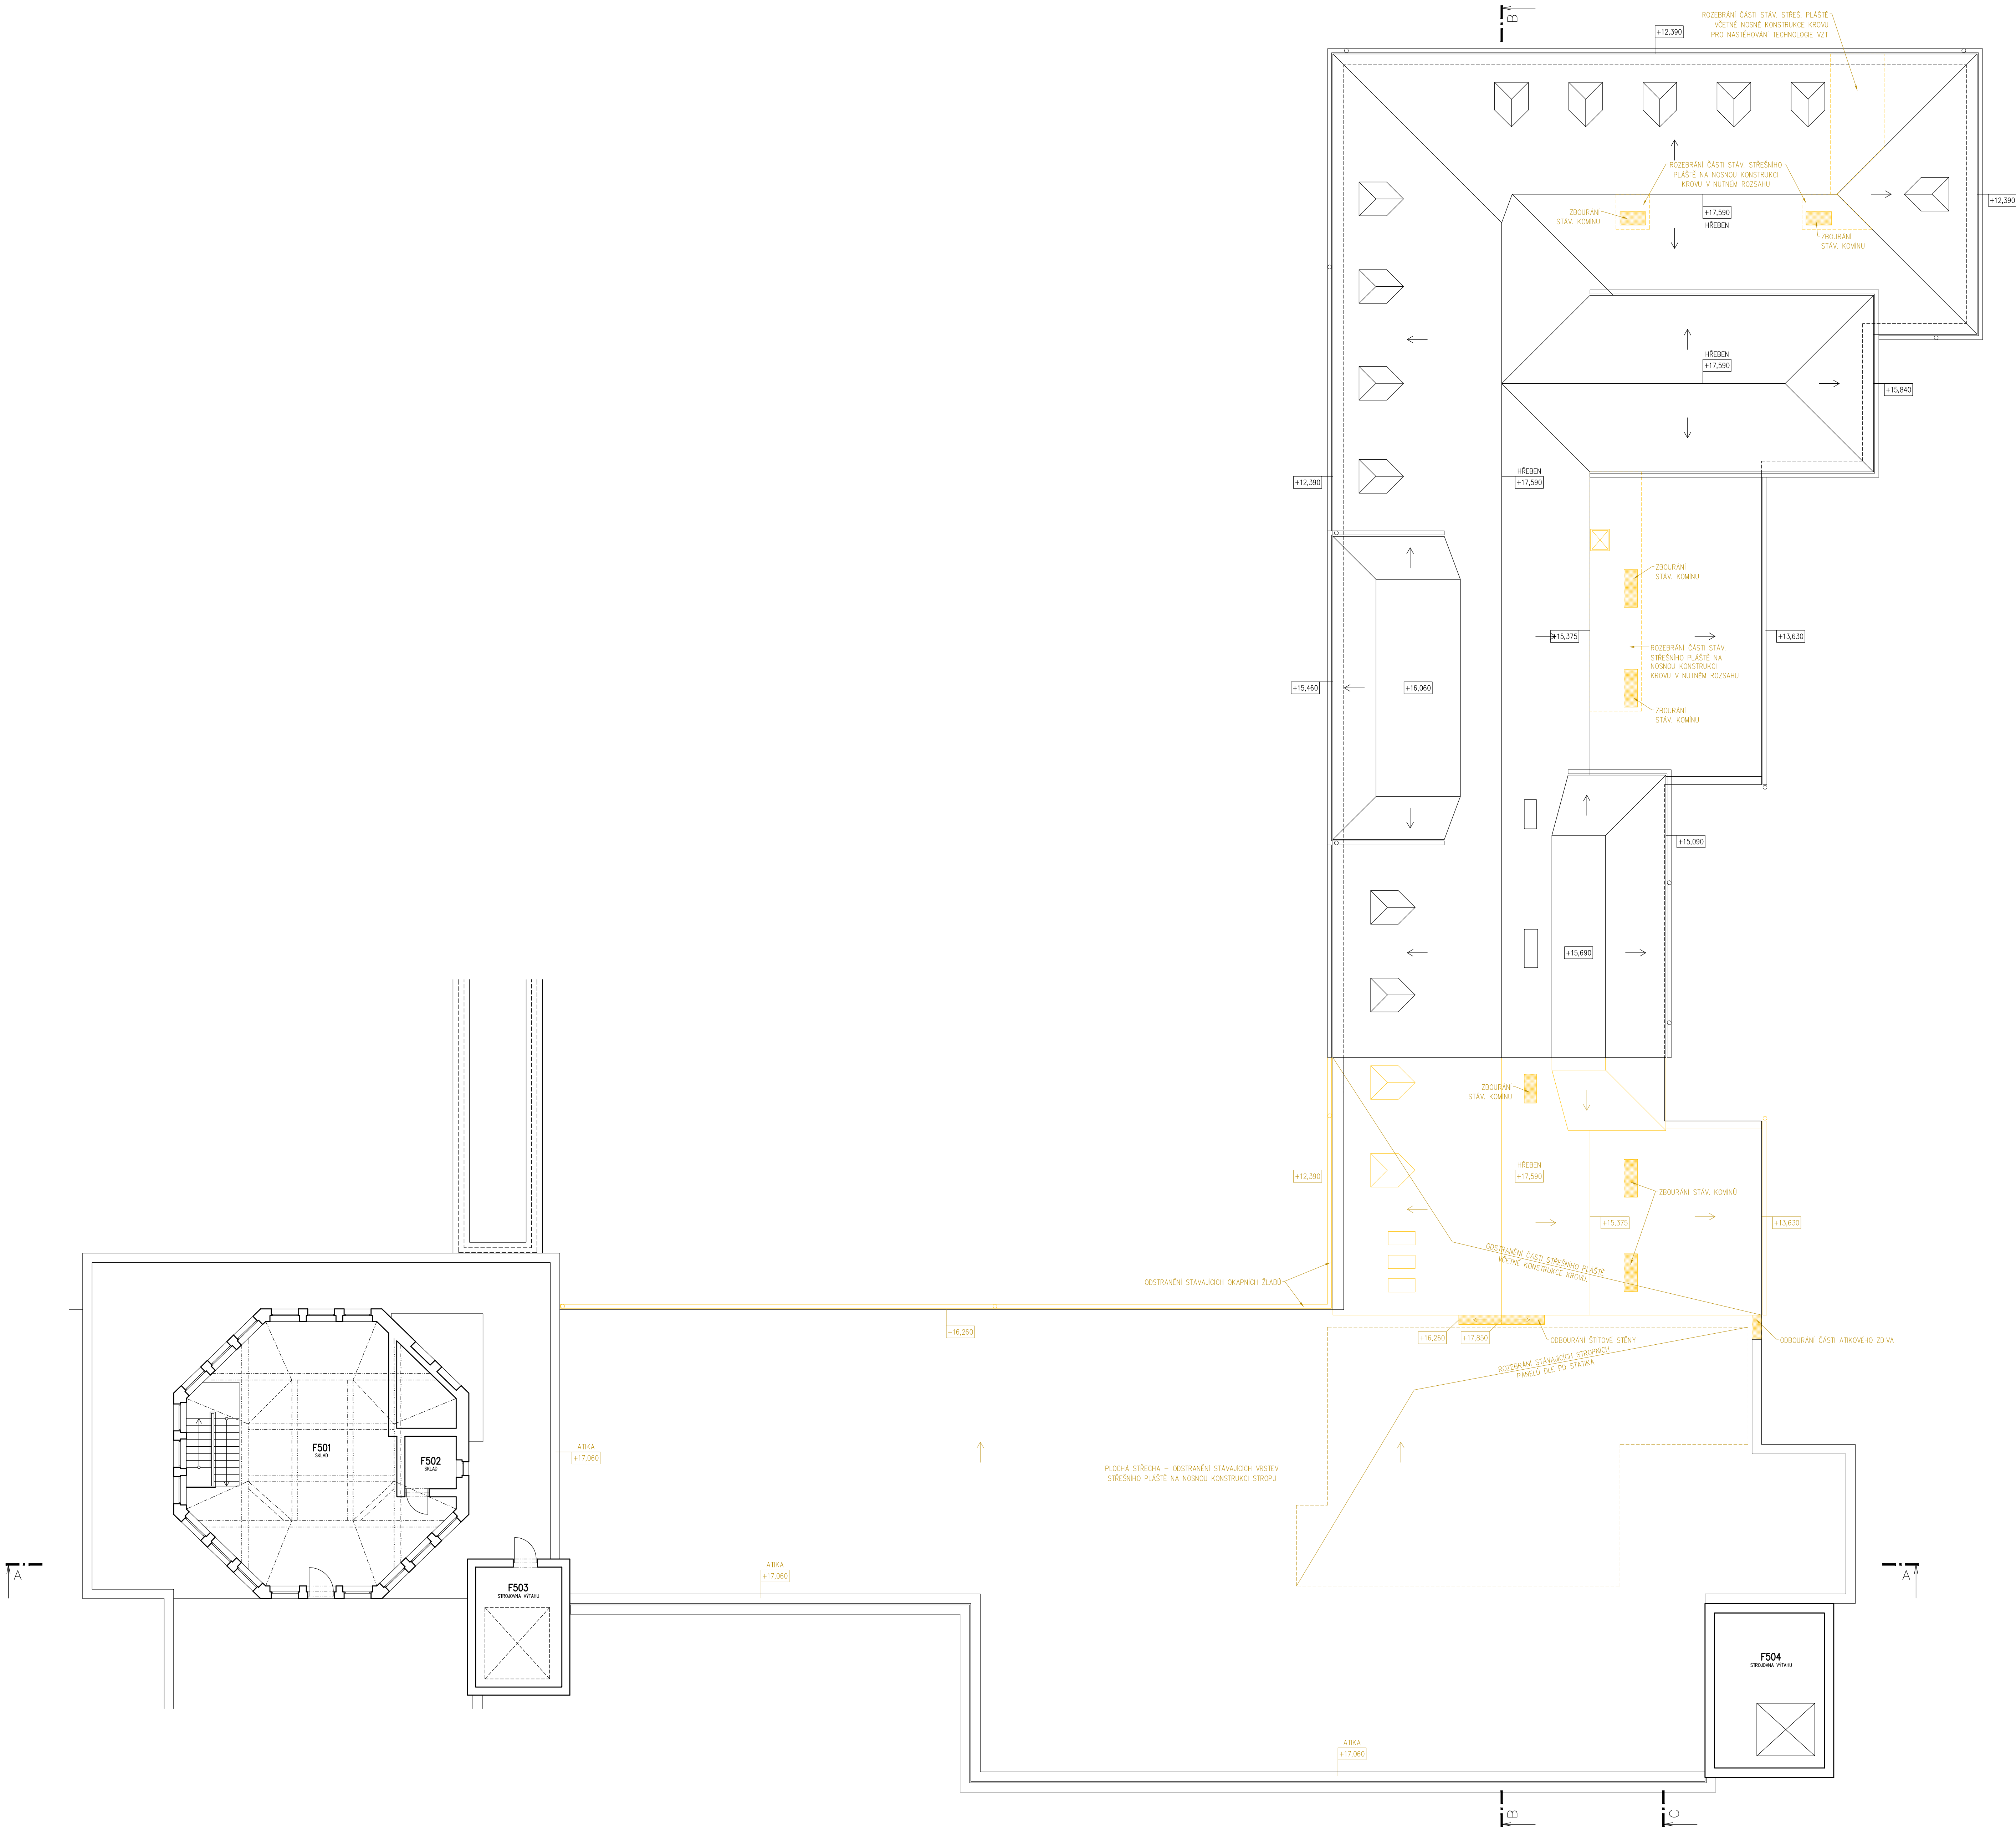 B
ROZEBRÁNÍ ČÁSTI STÁV. STŘEŠ. PLÁŠTĚ
VČETNĚ NOSNÉ KONSTRUKCE KROVU
PRO NASTĚHOVÁNÍ TECHNOLOGIE VZT
+12,390
ROZEBRÁNÍ ČÁSTI STÁV. STŘEŠNÍHO
PLÁŠTĚ NA NOSNOU KONSTRUKCI
KROVU V NUTNÉM ROZSAHU
+12,390
ZBOURÁNÍ
STÁV. KOMÍNU
+17,590
HŘEBEN
ZBOURÁNÍ
STÁV. KOMÍNU
HŘEBEN
+17,590
+15,840
HŘEBEN
+17,590
+12,390
ZBOURÁNÍ
STÁV. KOMÍNU
+15,375
+13,630
ROZEBRÁNÍ ČÁSTI STÁV.
STŘEŠNÍHO PLÁŠTĚ NA
NOSNOU KONSTRUKCI
KROVU V NUTNÉM ROZSAHU
+15,460
+16,060
ZBOURÁNÍ
STÁV. KOMÍNU
+15,090
+15,690
ZBOURÁNÍ
STÁV. KOMÍNU
HŘEBEN
+17,590
+12,390
ZBOURÁNÍ STÁV. KOMÍNŮ
+15,375
+13,630
ODSTRANĚNÍ ČÁSTI STŘEŠNÍHO PLÁŠTĚ
VČETNĚ KONSTRUKCE KROVU
ODSTRANĚNÍ STÁVAJÍCÍCH OKAPNÍCH ŽLABŮ
+16,260
+16,260
+17,850
ODBOURÁNÍ ŠTÍTOVÉ STĚNY
ODBOURÁNÍ ČÁSTI ATIKOVÉHO ZDIVA
ROZEBRÁNÍ STÁVAJÍCÍCH STROPNÍCH
PANELŮ DLE PD STATIKA
F501
SKLAD
F502
SKLAD
ATIKA
+17,060
PLOCHÁ STŘECHA - ODSTRANĚNÍ STÁVAJÍCÍCH VRSTEV
STŘEŠNÍHO PLÁŠTĚ NA NOSNOU KONSTRUKCI STROPU
A
ATIKA
+17,060
A
F503
STROJOVNA VÝTAHU
F504
STROJOVNA VÝTAHU
ATIKA
+17,060
B
C